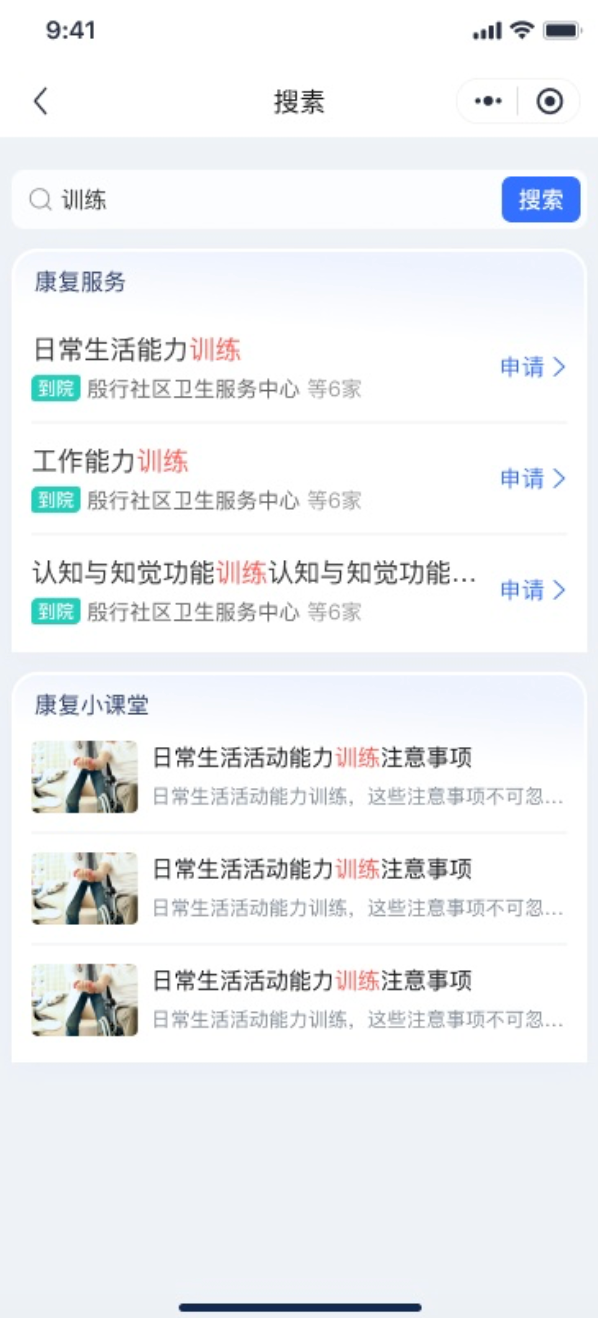 9:41
搜素
训练
搜索
康复服务
日常生活能力训练
到院 殷行社区卫生服务中心 等6家
申请
工作能力训练
到院 殷行社区卫生服务中心 等6家
申请
认知与知觉功能训练认知与知觉功能...
到院 殷行社区卫生服务中心 等6家
申请
康复小课堂
日常生活活动能力训练注意事项
日常生活活动能力训练，这些注意事项不可忽...
日常生活活动能力训练注意事项
日常生活活动能力训练，这些注意事项不可忽...
日常生活活动能力训练注意事项
日常生活活动能力训练，这些注意事项不可忽...